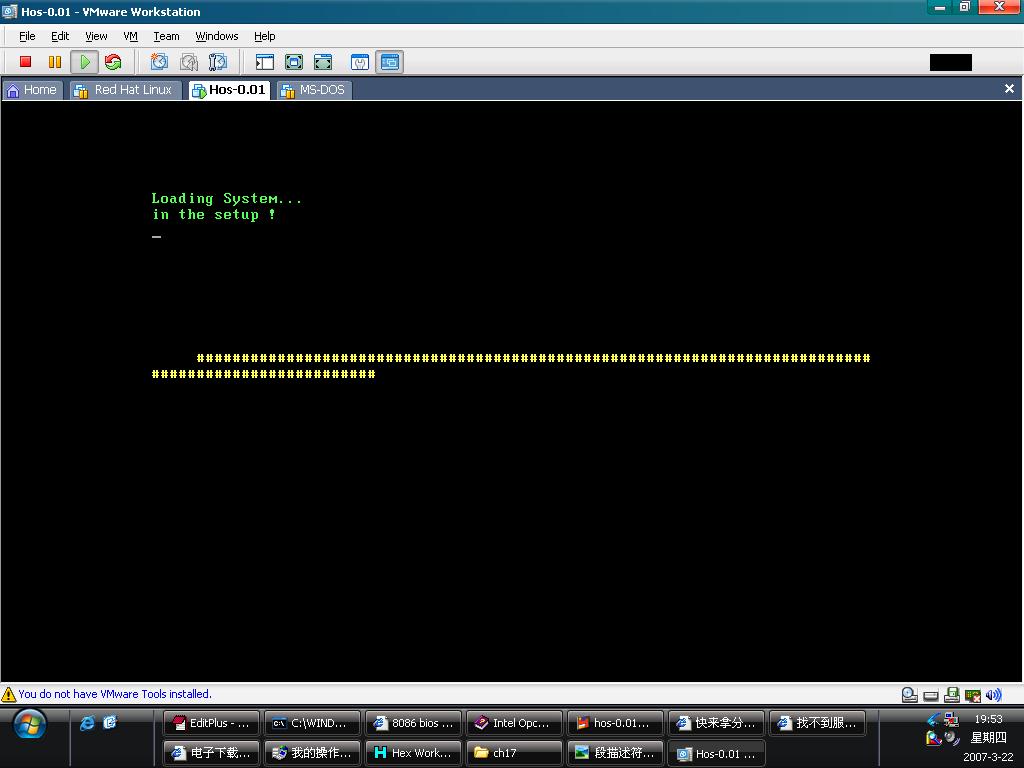 Hos-0.01 - VMware Workstation
File Edit View VM Team Windows Help
Home Red Hat Linux Hos-0.01 MS-DOS
Loading System...
in the setup !
_
###########################################################################
#########################
You do not have VMware Tools installed.
EditPlus - ... C:\WIND... 8086 bios ... Intel Opc... hos-0.01... 快来拿分... 找不到服... 19:53
星期四
电子下载... 我的操作... Hex Work... ch17 段描述符... Hos-0.01 ... 2007-3-22